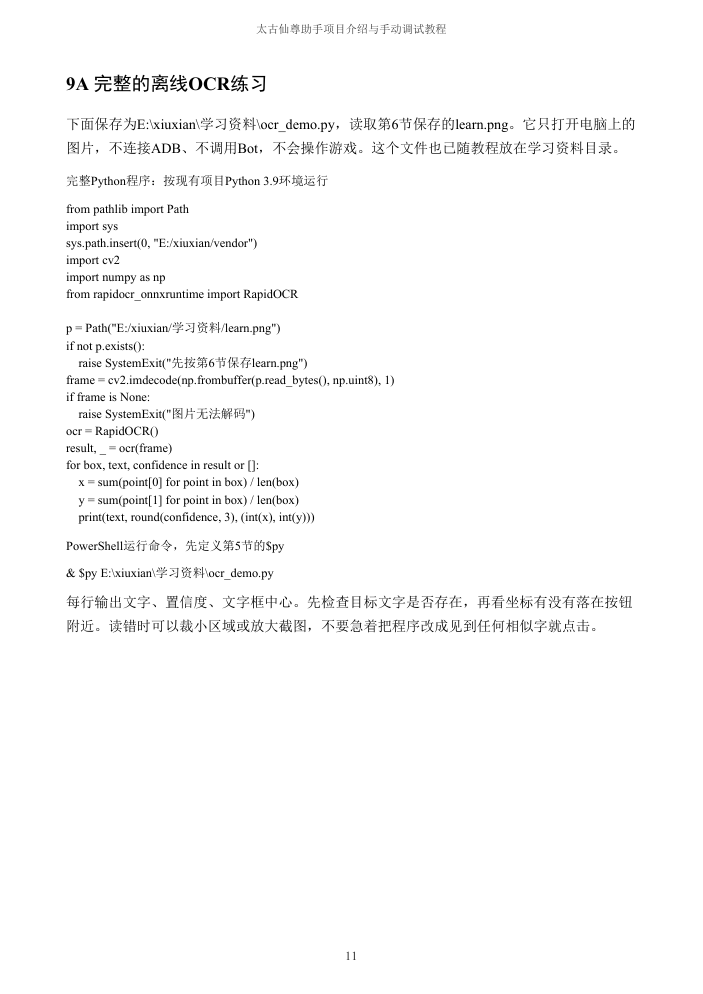 太古仙尊助手项目介绍与手动调试教程
9A 完整的离线OCR练习
下面保存为E:\xiuxian\学习资料\ocr_demo.py，读取第6节保存的learn.png。它只打开电脑上的
图片，不连接ADB、不调用Bot，不会操作游戏。这个文件也已随教程放在学习资料目录。
完整Python程序：按现有项目Python 3.9环境运行
from pathlib import Path
import sys
sys.path.insert(0, "E:/xiuxian/vendor")
import cv2
import numpy as np
from rapidocr_onnxruntime import RapidOCR
p = Path("E:/xiuxian/学习资料/learn.png")
if not p.exists():
    raise SystemExit("先按第6节保存learn.png")
frame = cv2.imdecode(np.frombuffer(p.read_bytes(), np.uint8), 1)
if frame is None:
    raise SystemExit("图片无法解码")
ocr = RapidOCR()
result, _ = ocr(frame)
for box, text, confidence in result or []:
    x = sum(point[0] for point in box) / len(box)
    y = sum(point[1] for point in box) / len(box)
    print(text, round(confidence, 3), (int(x), int(y)))
PowerShell运行命令，先定义第5节的$py
& $py E:\xiuxian\学习资料\ocr_demo.py
每行输出文字、置信度、文字框中心。先检查目标文字是否存在，再看坐标有没有落在按钮
附近。读错时可以裁小区域或放大截图，不要急着把程序改成见到任何相似字就点击。
11